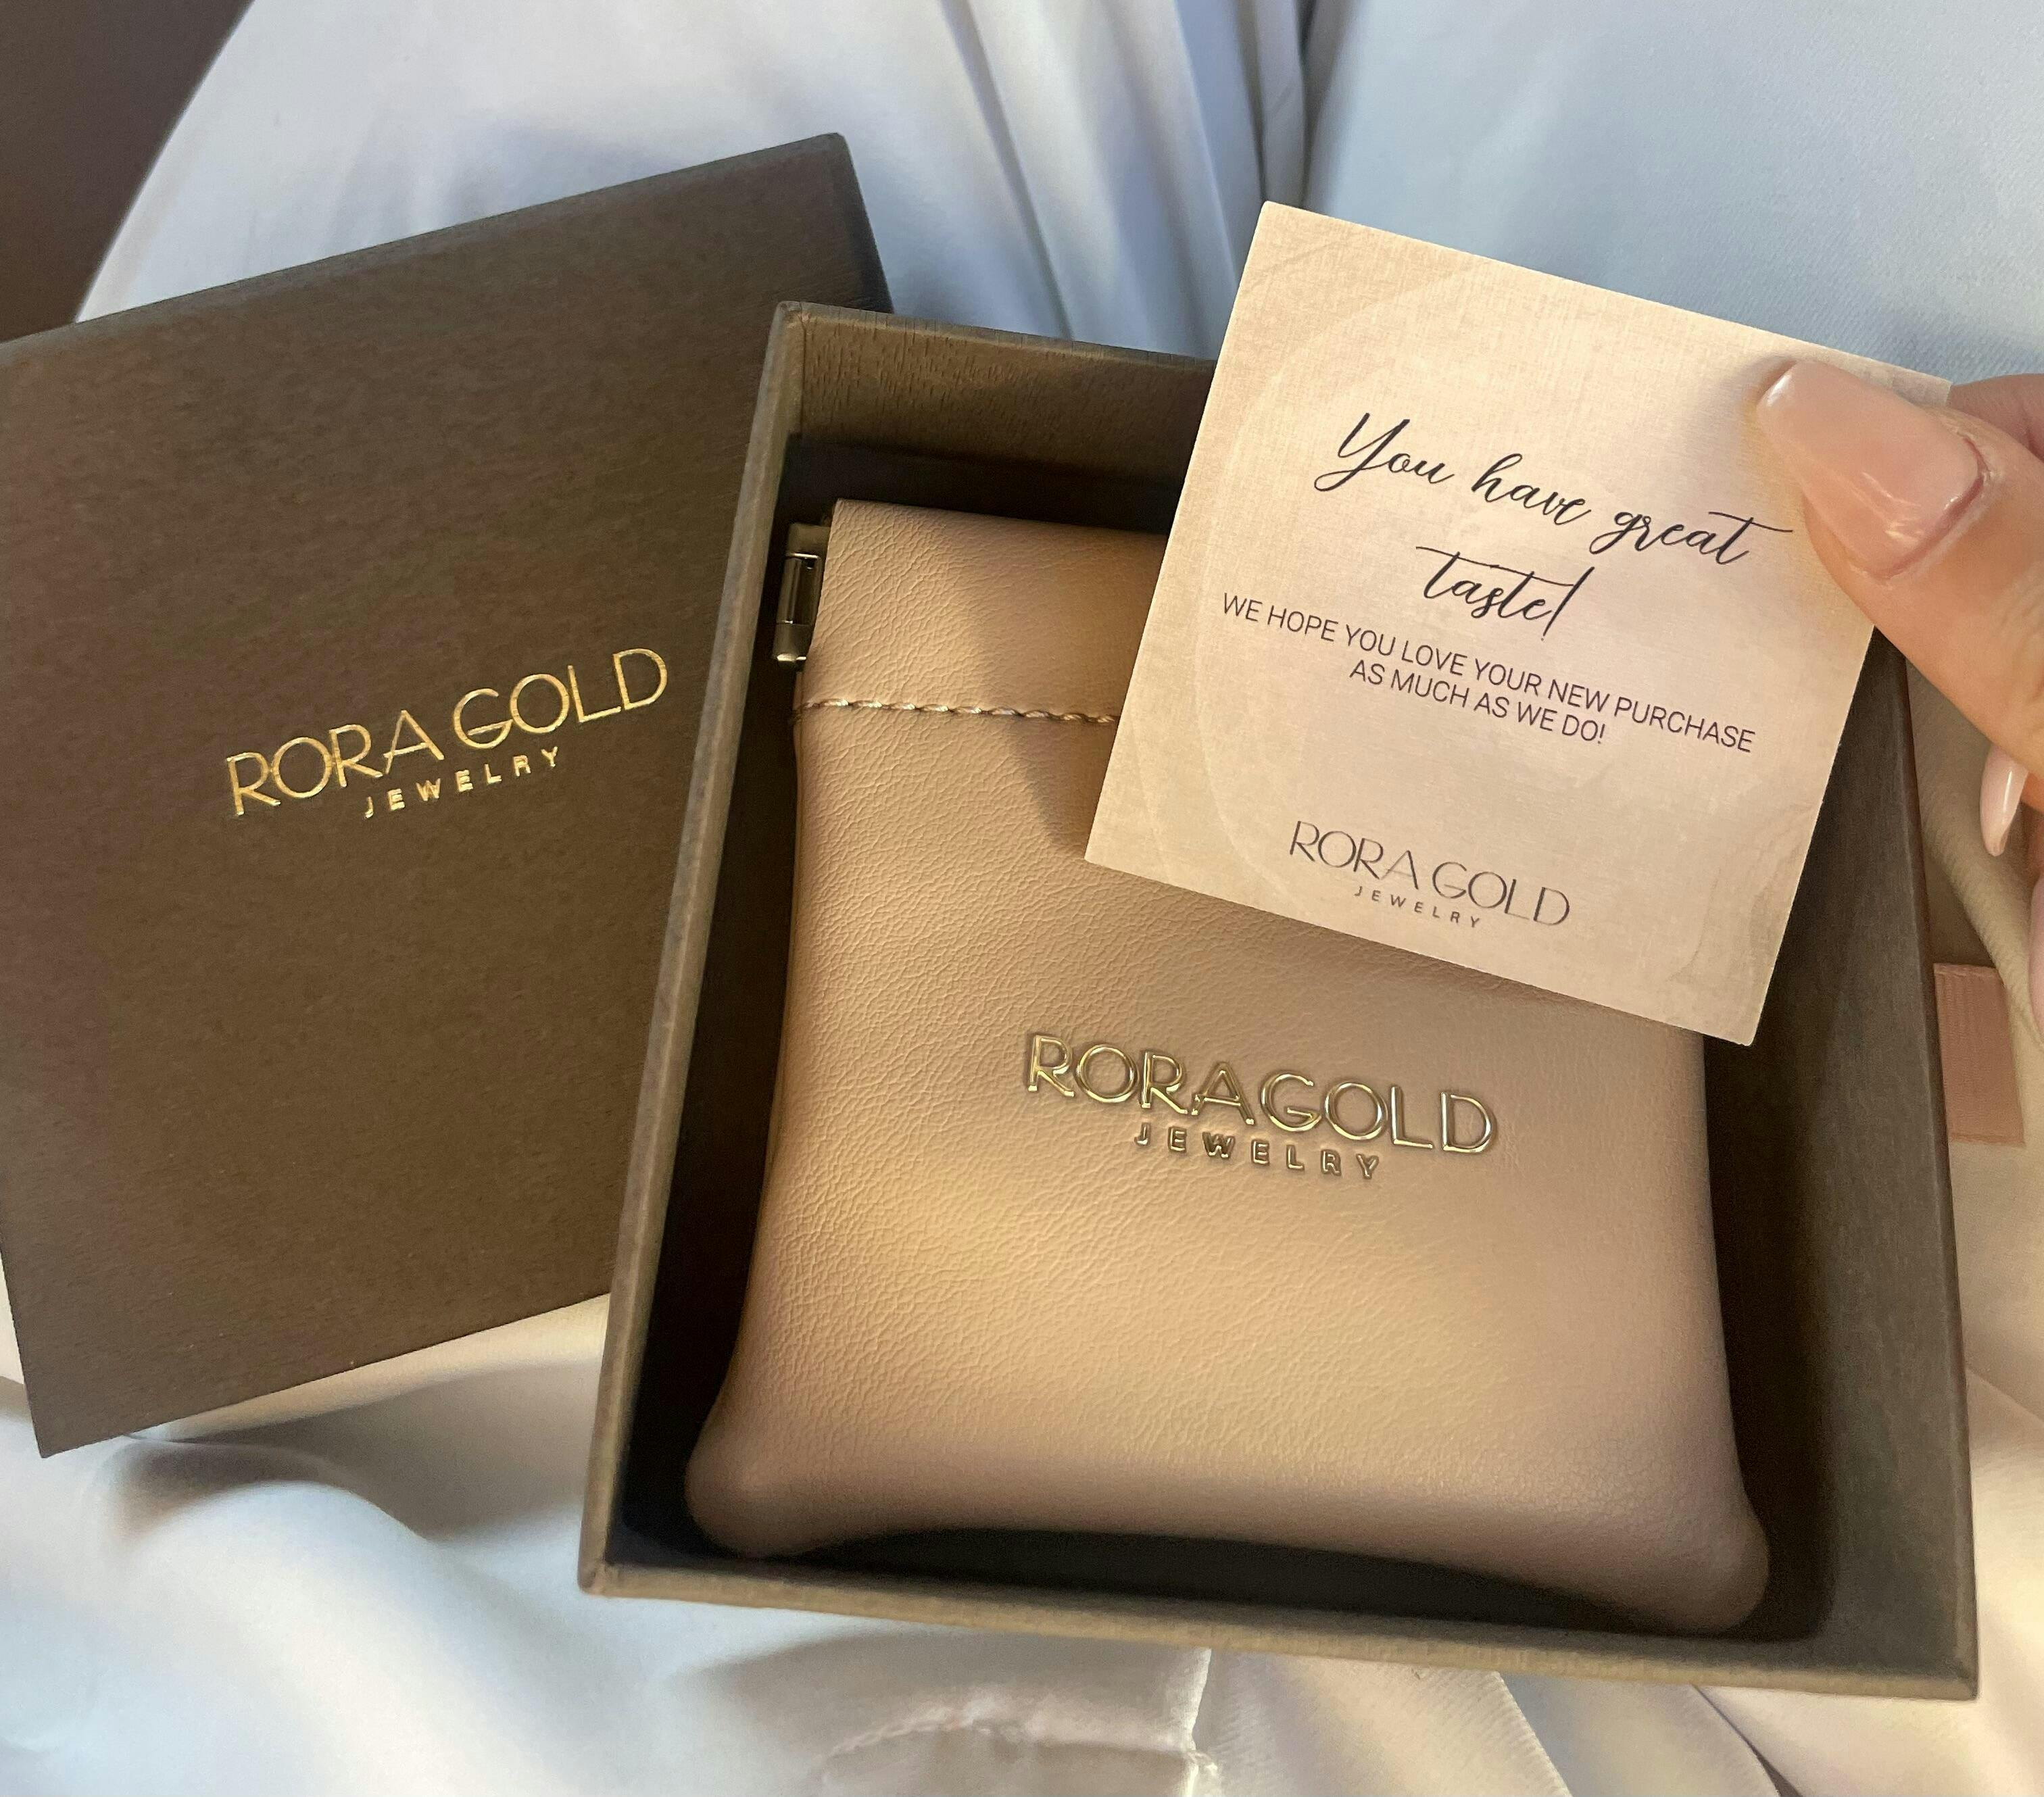 RORA GOLD
JEWELRY
You have great
taste!
WE HOPE YOU LOVE YOUR NEW PURCHASE
AS MUCH AS WE DO!
RORA GOLD
JEWELRY
RORA GOLD
JEWELRY